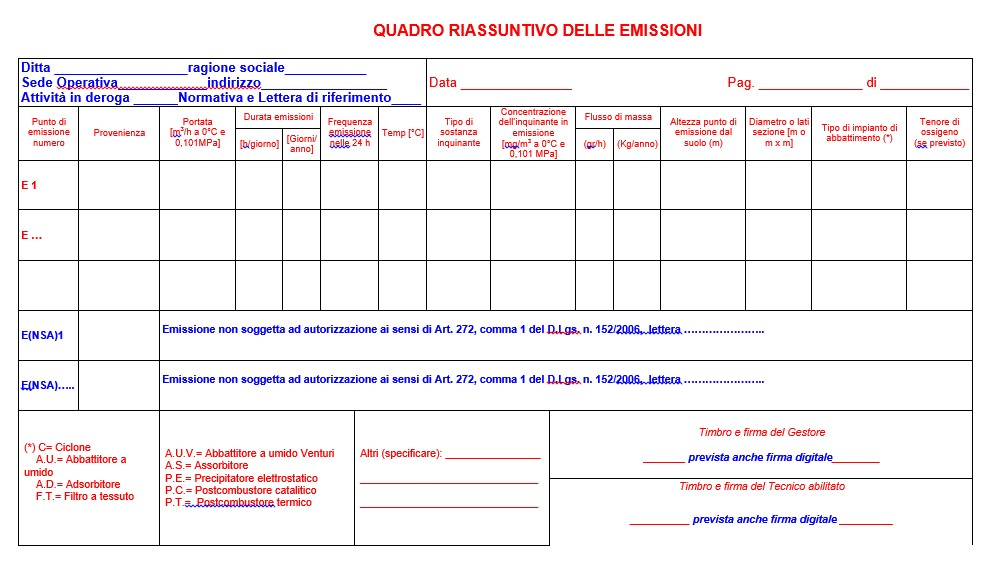 QUADRO RIASSUNTIVO DELLE EMISSIONI
Ditta __________________ragione sociale___________
Sede Operativa____________indirizzo_________________
Attività in deroga ______Normativa e Lettera di riferimento____
Data ________________
Pag. _______________ di _____________
Punto di
emissione
numero
Provenienza
Portata
[m³/h a 0°C e
0,101MPa]
Durata emissioni
[h/giorno]
[Giorni/
anno]
Frequenza
emissione
nelle 24 h
Temp [°C]
Tipo di
sostanza
inquinante
Concentrazione
dell'inquinante in
emissione
[mg/m³ a 0°C e
0,101 MPa]
Flusso di massa
(gr/h)
(Kg/anno)
Altezza punto di
emissione dal
suolo (m)
Diametro o lati
sezione [m o
m x m]
Tipo di impianto di
abbattimento (*)
Tenore di
ossigeno
(se previsto)
E 1
E …
E(NSA)1
Emissione non soggetta ad autorizzazione ai sensi di Art. 272, comma 1 del D.Lgs. n. 152/2006, lettera …………………..
E(NSA)…..
Emissione non soggetta ad autorizzazione ai sensi di Art. 272, comma 1 del D.Lgs. n. 152/2006, lettera …………………..
(*) C= Ciclone
A.U.= Abbattitore a
umido
A.D.= Adsorbitore
F.T.= Filtro a tessuto
A.U.V.= Abbattitore a umido Venturi
A.S.= Assorbitore
P.E.= Precipitatore elettrostatico
P.C.= Postcombustore catalitico
P.T.= Postcombustore termico
Altri (specificare): ________________
______________________________
______________________________
Timbro e firma del Gestore
_______ prevista anche firma digitale________
Timbro e firma del Tecnico abilitato
__________ prevista anche firma digitale _________